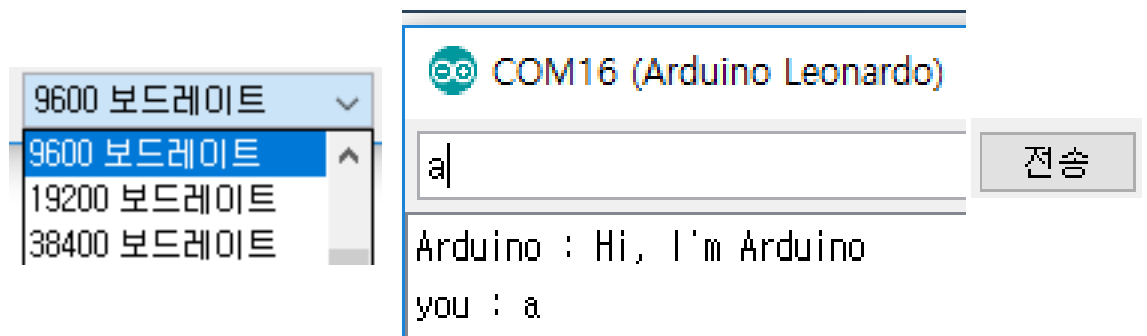 9600 보드레이트
9600 보드레이트
19200 보드레이트
38400 보드레이트
COM16 (Arduino Leonardo)
a
전송
Arduino : Hi, I'm Arduino
you : a